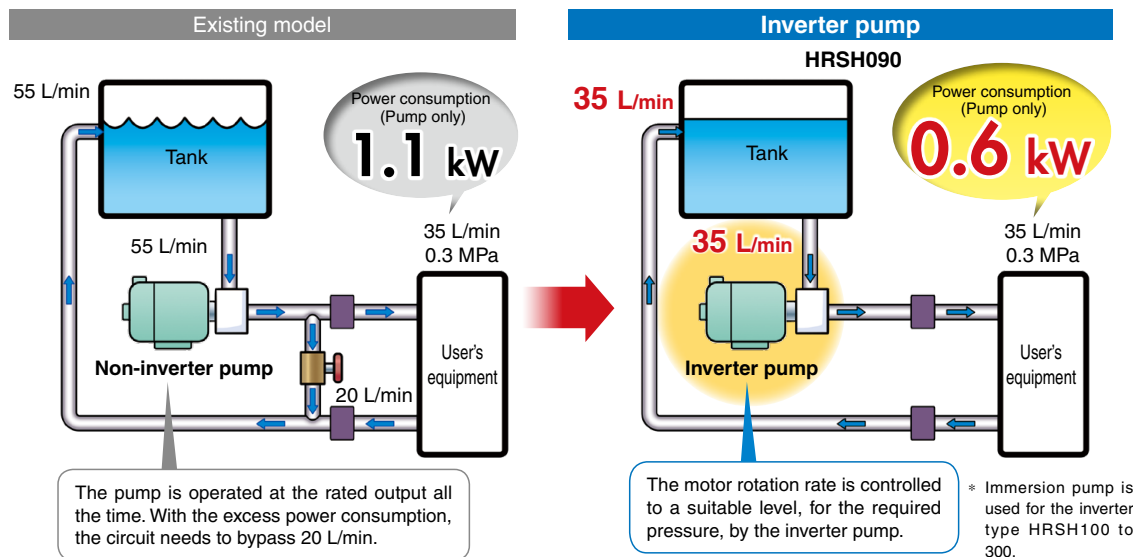 Existing model
55 L/min
Tank
Power consumption
(Pump only)
1.1 kW
55 L/min
35 L/min
0.3 MPa
Non-inverter pump
20 L/min
User's
equipment
The pump is operated at the rated output all
the time. With the excess power consumption,
the circuit needs to bypass 20 L/min.
Inverter pump
HRSH090
35 L/min
Tank
Power consumption
(Pump only)
0.6 kW
35 L/min
35 L/min
0.3 MPa
Inverter pump
User's
equipment
The motor rotation rate is controlled
to a suitable level, for the required
pressure, by the inverter pump.
* Immersion pump is
used for the inverter
type HRSH100 to
300.